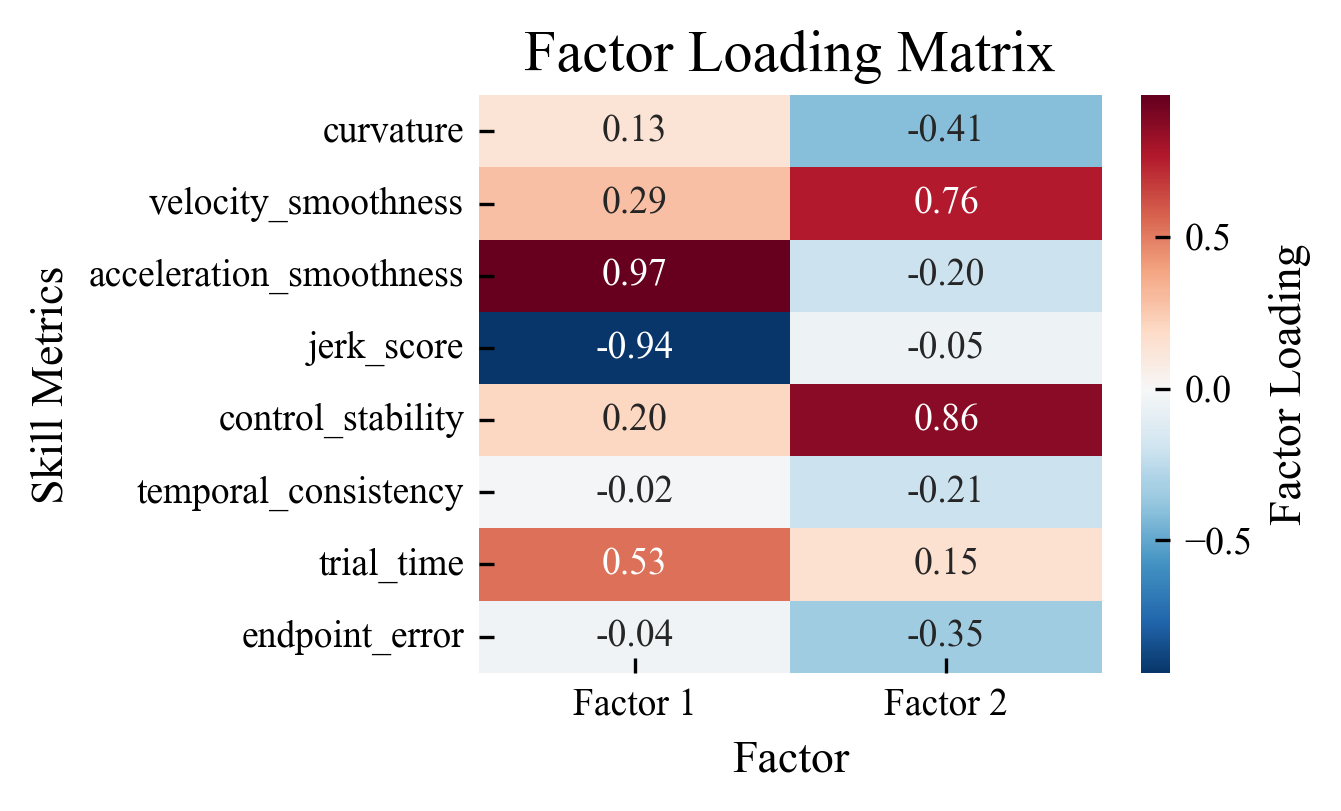 Factor Loading Matrix
curvature 0.13 -0.41
velocity_smoothness 0.29 0.76
acceleration_smoothness 0.97 -0.20
jerk_score -0.94 -0.05
control_stability 0.20 0.86
temporal_consistency -0.02 -0.21
trial_time 0.53 0.15
endpoint_error -0.04 -0.35
Factor 1 Factor 2
Factor
Skill Metrics
0.5
0.0
−0.5
Factor Loading